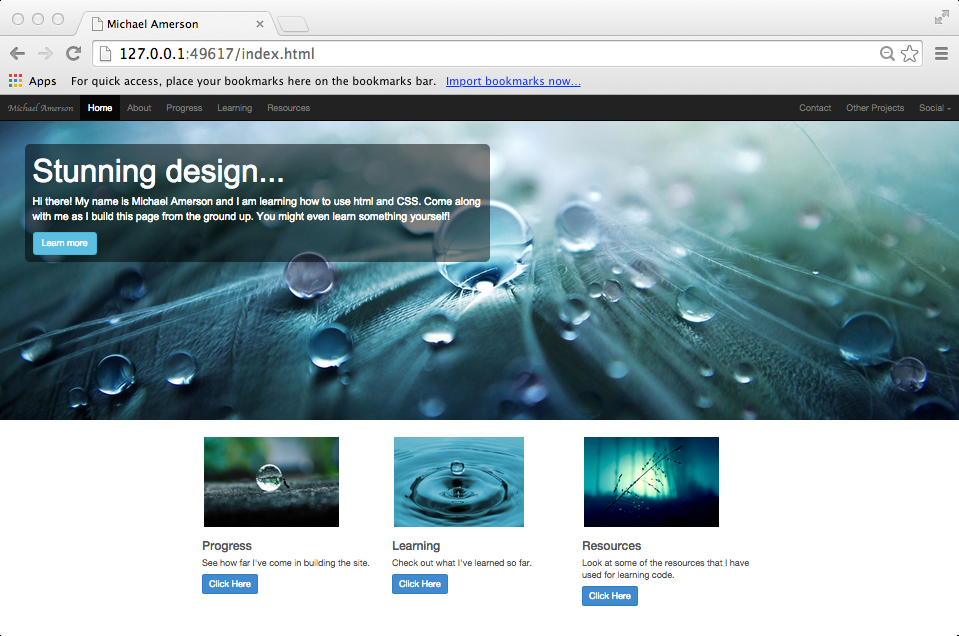 Michael Amerson
127.0.0.1:49617/index.html
Apps For quick access, place your bookmarks here on the bookmarks bar. Import bookmarks now...
Michael Amerson Home About Progress Learning Resources Contact Other Projects Social
Stunning design...
Hi there! My name is Michael Amerson and I am learning how to use html and CSS. Come along
with me as I build this page from the ground up. You might even learn something yourself!
Learn more
Progress
See how far I've come in building the site.
Click Here
Learning
Check out what I've learned so far.
Click Here
Resources
Look at some of the resources that I have
used for learning code.
Click Here